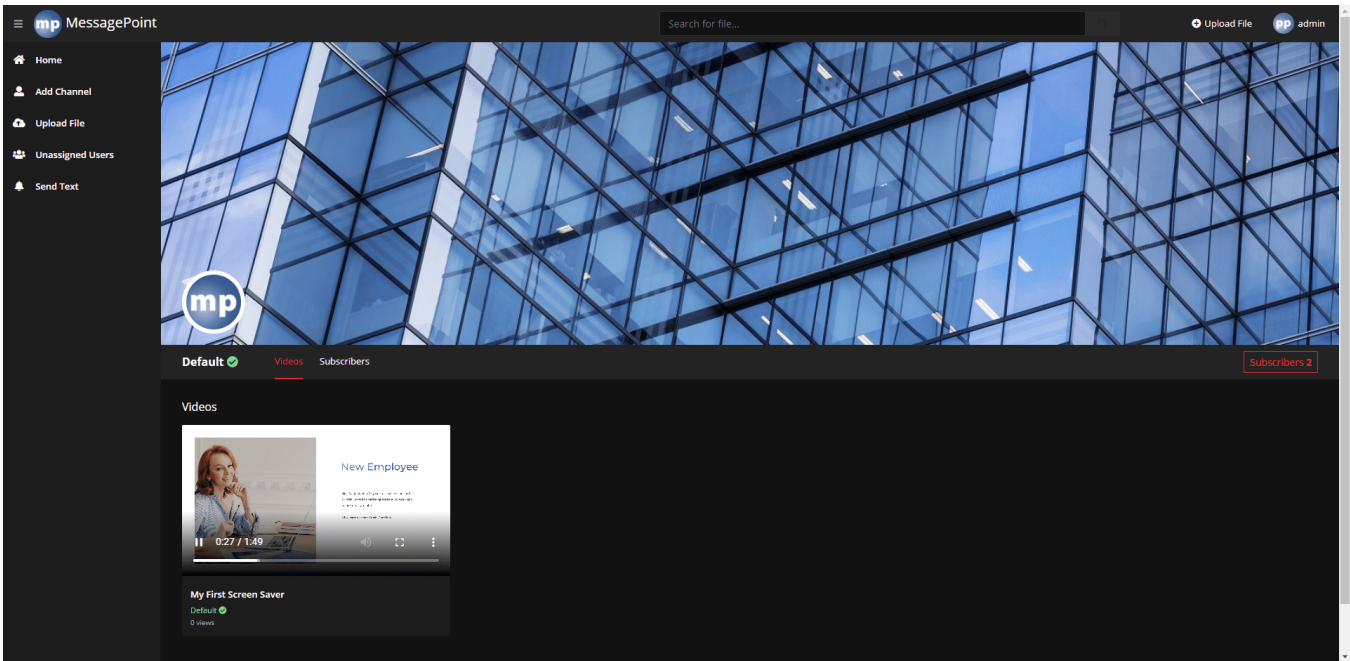 mp MessagePoint
Search for file...
Upload File
pp admin
Home
Add Channel
Upload File
Unassigned Users
Send Text
mp
Default
Videos
Subscribers
Subscribers 2
Videos
New Employee
0:27 / 1:49
My First Screen Saver
Default
0 views